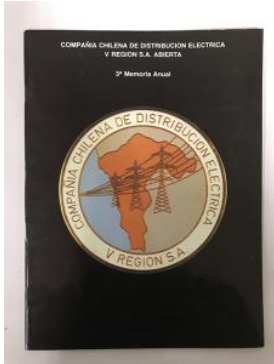 COMPAÑIA CHILENA DE DISTRIBUCION ELECTRICA
V REGION S.A. ABIERTA
3ª Memoria Anual
COMPAÑIA CHILENA DE DISTRIBUCION ELECTRICA
V REGION S.A.